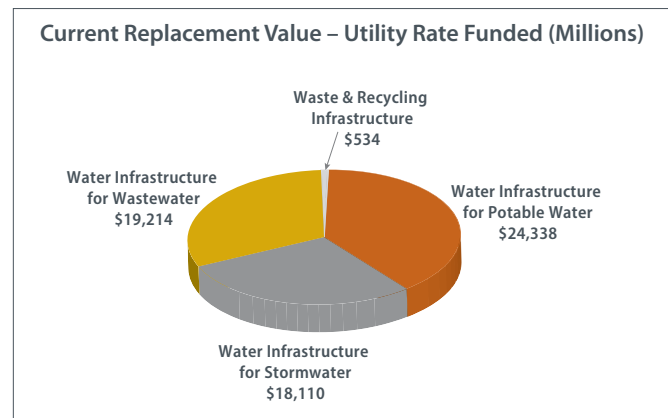 Current Replacement Value – Utility Rate Funded (Millions)
Waste & Recycling
Infrastructure
$534
Water Infrastructure
for Wastewater
$19,214
Water Infrastructure
for Potable Water
$24,338
Water Infrastructure
for Stormwater
$18,110